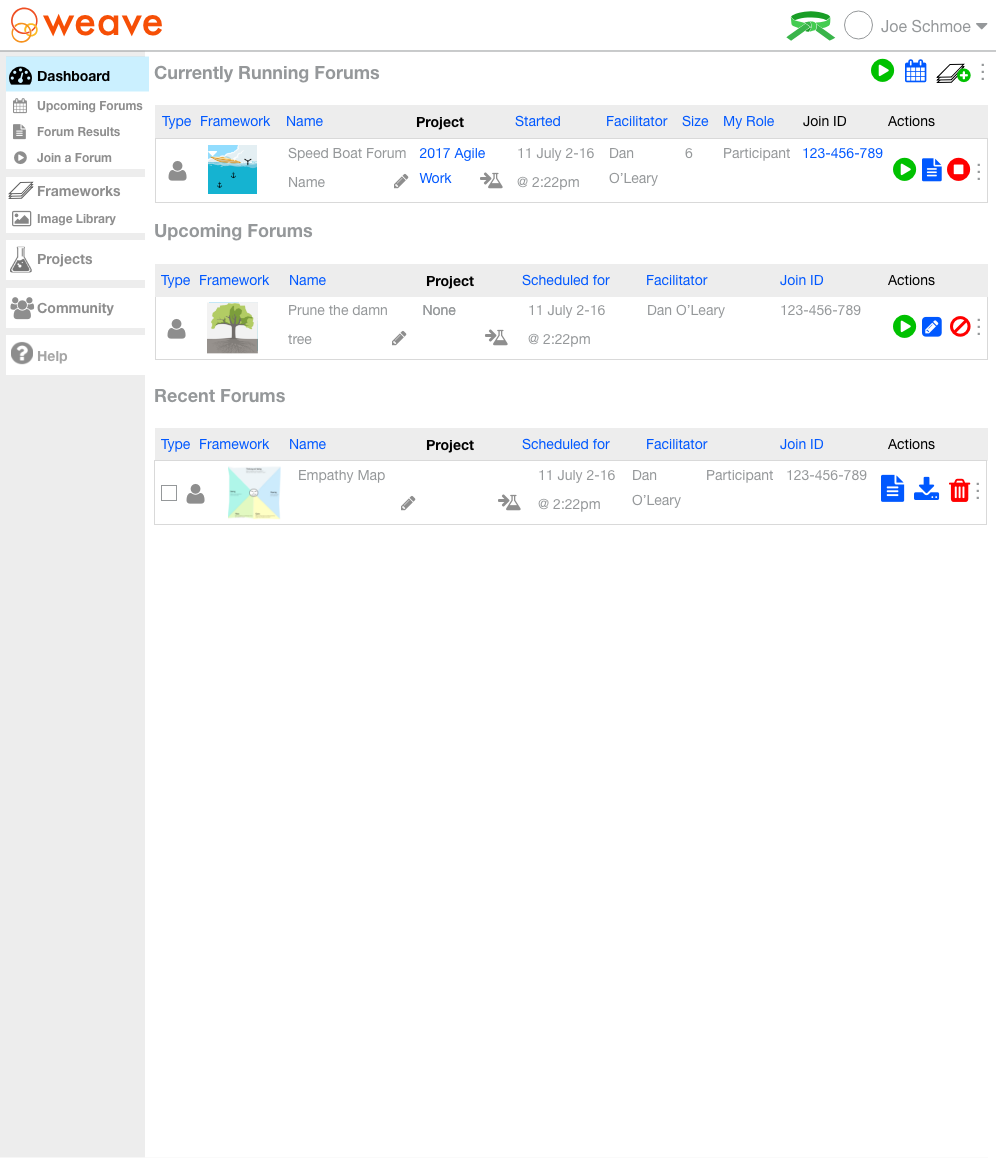 weave
Joe Schmoe
Dashboard
Upcoming Forums
Forum Results
Join a Forum
Frameworks
Image Library
Projects
Community
Help
Currently Running Forums
Type Framework Name Project Started Facilitator Size My Role Join ID Actions
Speed Boat Forum 2017 Agile 11 July 2-16 Dan 6 Participant 123-456-789
Name Work @ 2:22pm O’Leary
Upcoming Forums
Type Framework Name Project Scheduled for Facilitator Join ID Actions
Prune the damn None 11 July 2-16 Dan O’Leary 123-456-789
tree @ 2:22pm
Recent Forums
Type Framework Name Project Scheduled for Facilitator Join ID Actions
Empathy Map 11 July 2-16 Dan Participant 123-456-789
@ 2:22pm O’Leary